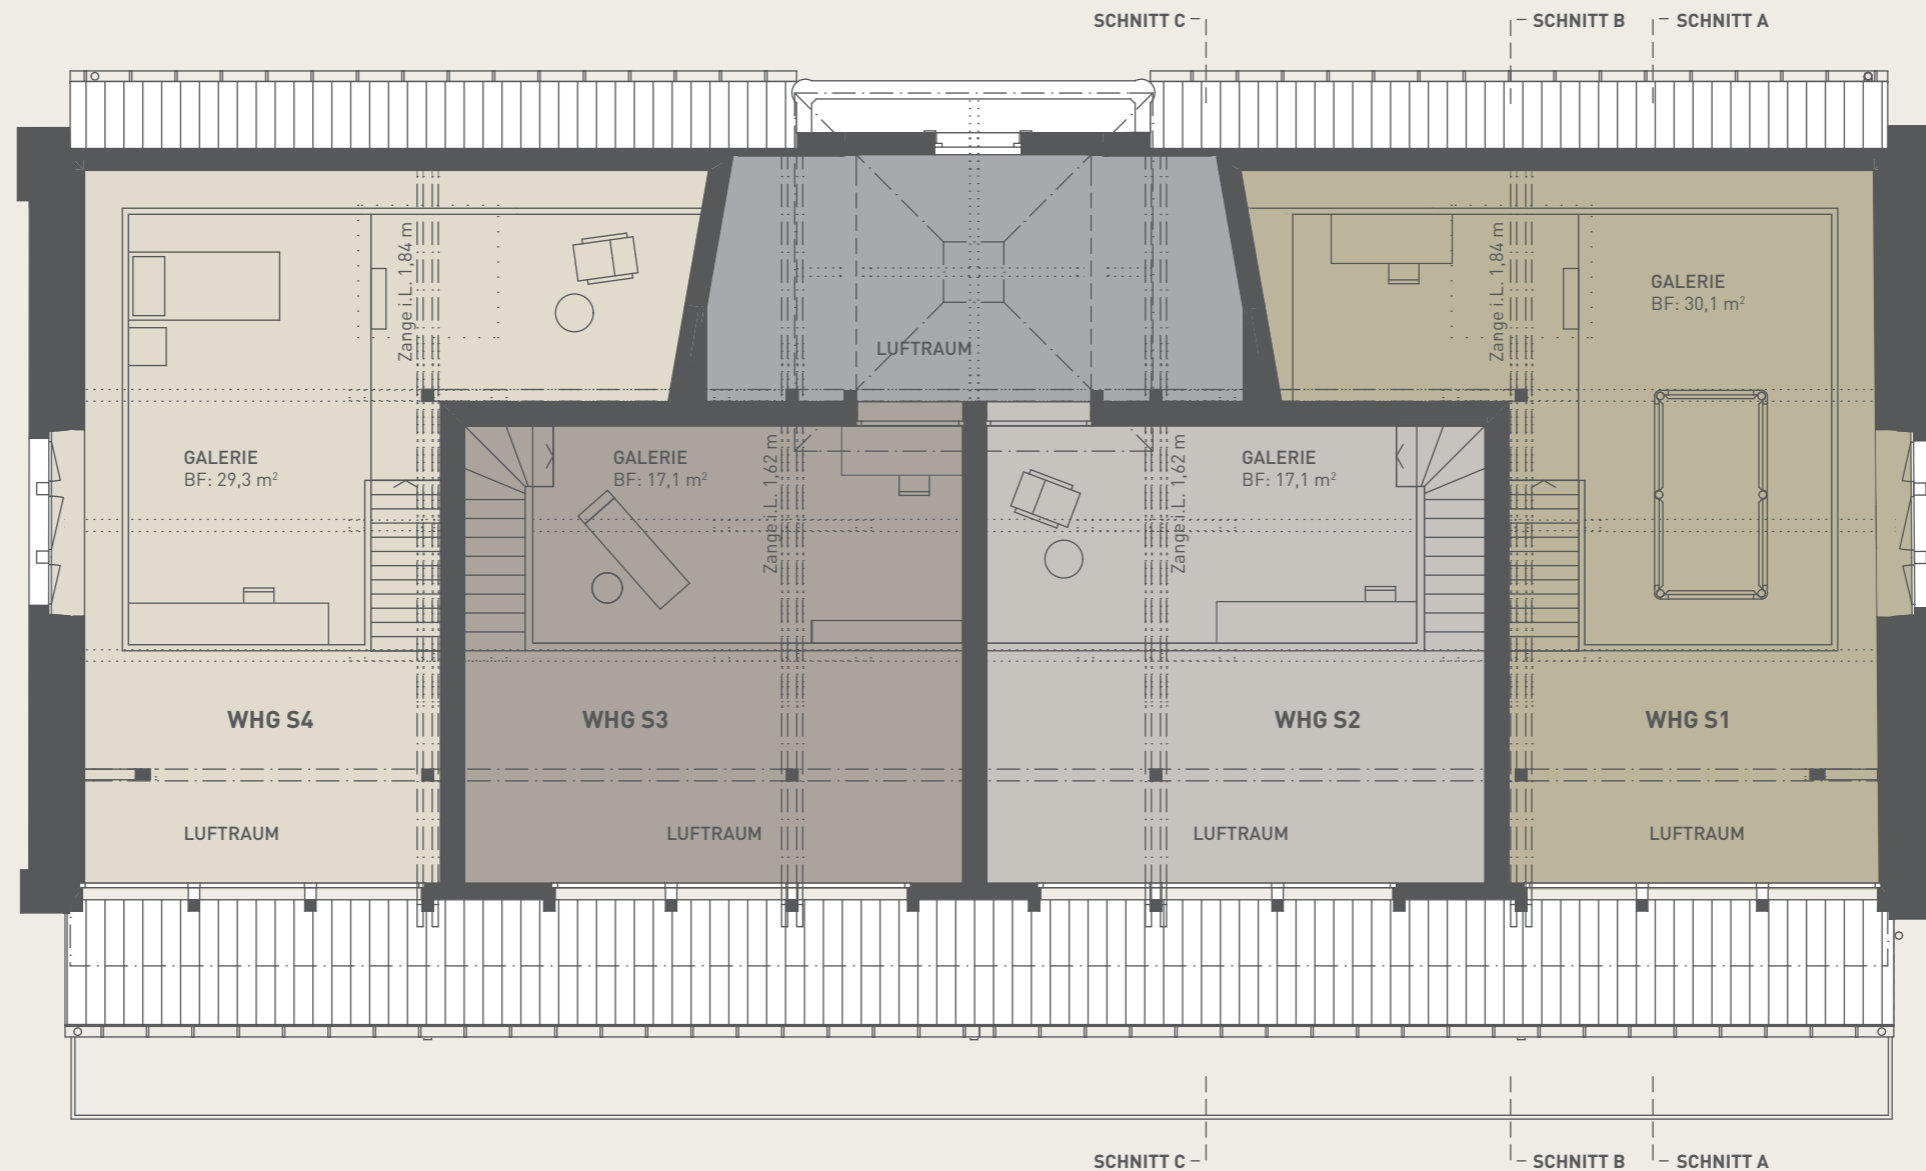 SCHNITT C
SCHNITT B
SCHNITT A
Zange i.L. 1,84 m
Zange i.L. 1,84 m
GALERIE
BF: 30,1 m²
LUFTRAUM
GALERIE
BF: 29,3 m²
GALERIE
BF: 17,1 m²
Zange i.L. 1,62 m
Zange i.L. 1,62 m
GALERIE
BF: 17,1 m²
WHG S4
WHG S3
WHG S2
WHG S1
LUFTRAUM
LUFTRAUM
LUFTRAUM
LUFTRAUM
SCHNITT C
SCHNITT B
SCHNITT A